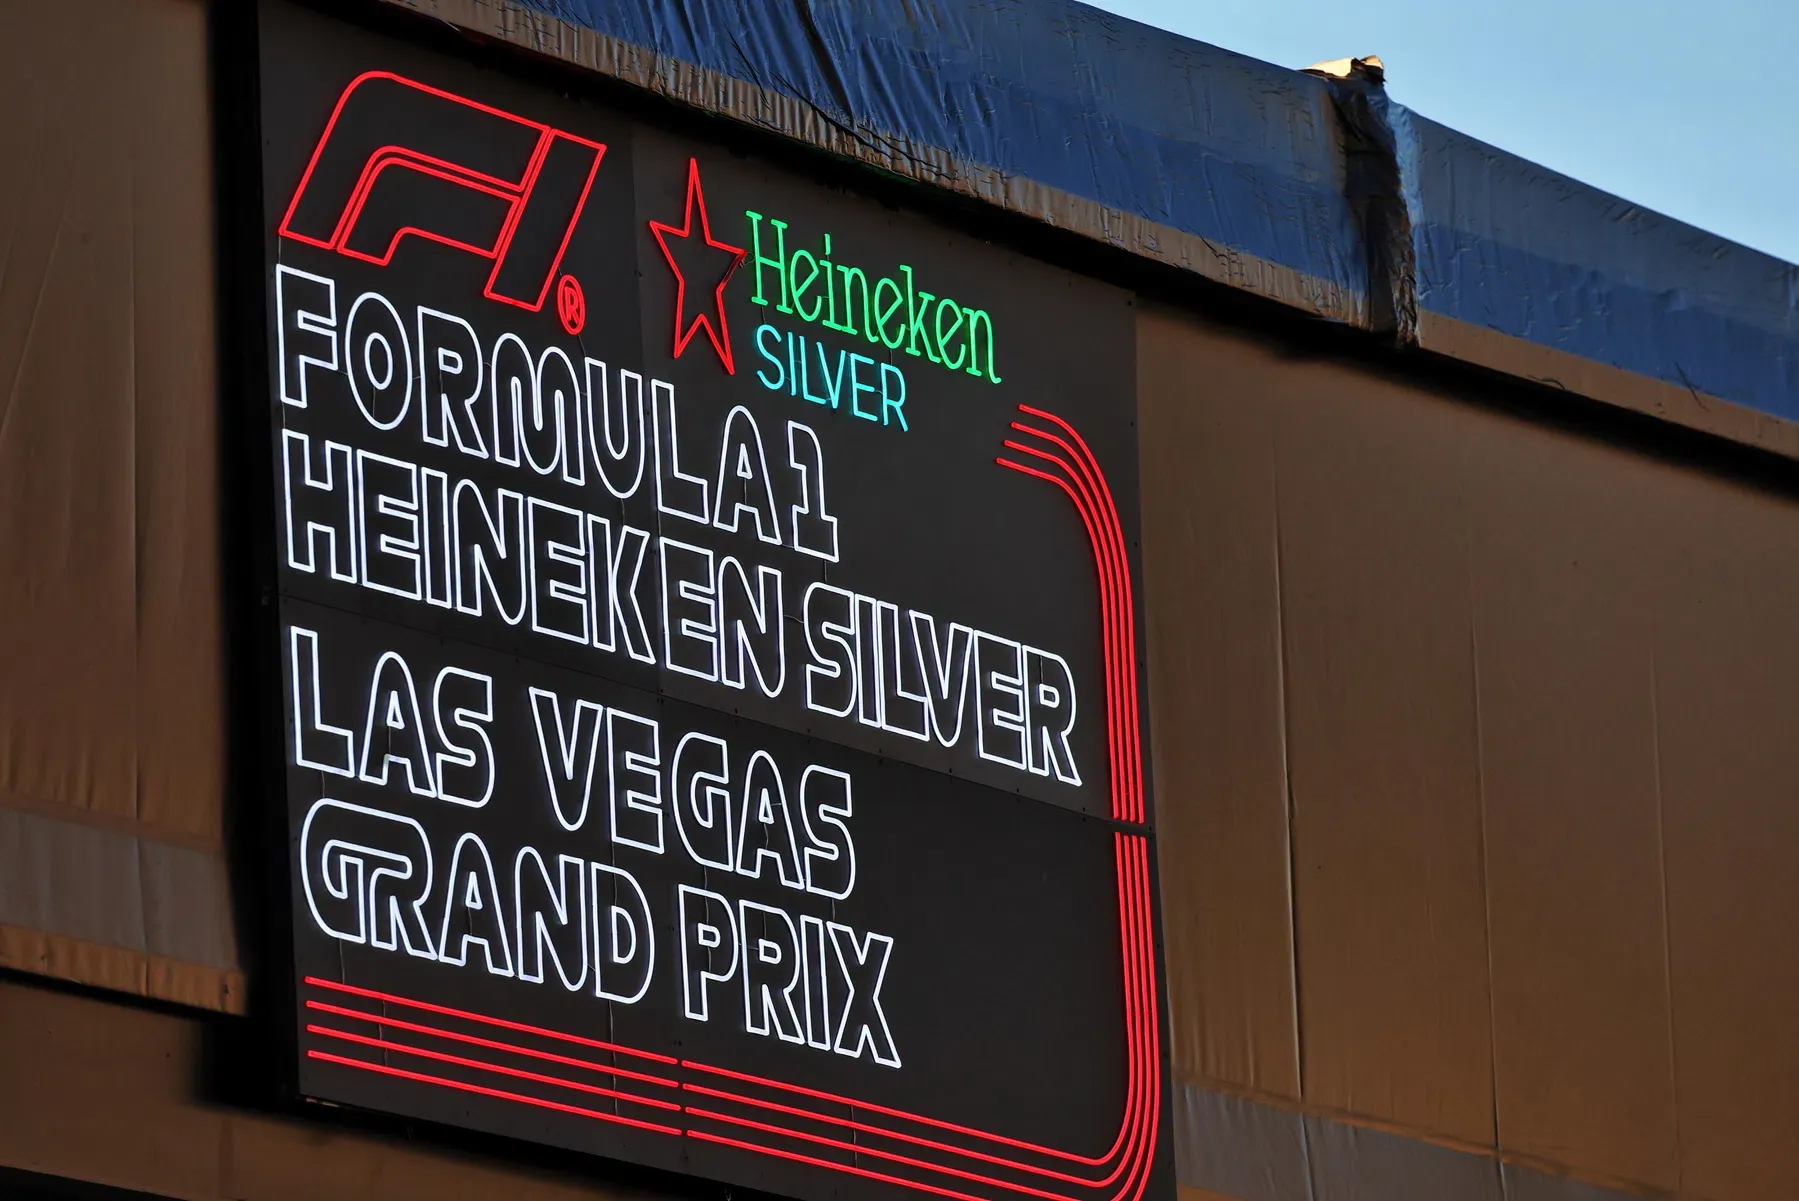 F1®
Heineken
SILVER
FORMULA 1
HEINEKEN SILVER
LAS VEGAS
GRAND PRIX